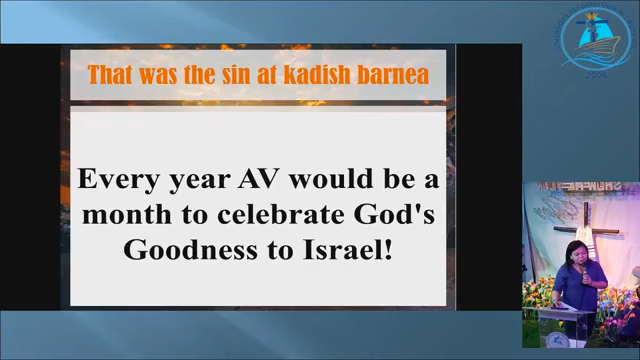 That was the sin at kadish barnea
Every year AV would be a
month to celebrate God's
Goodness to Israel!
2004